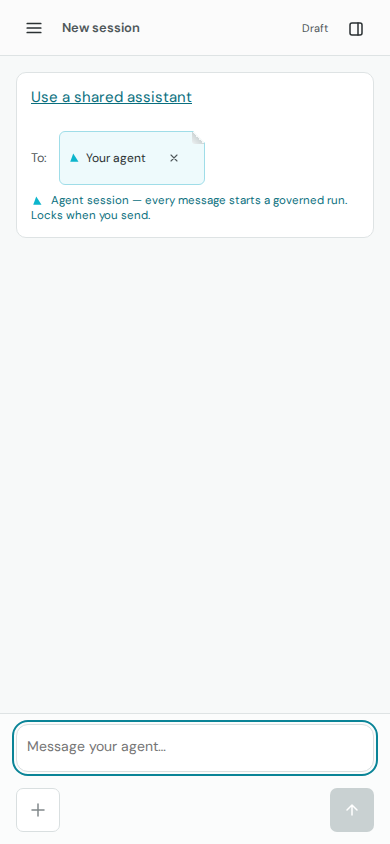 New session
Draft
Use a shared assistant
To:
Your agent
Agent session — every message starts a governed run.
Locks when you send.
Message your agent…